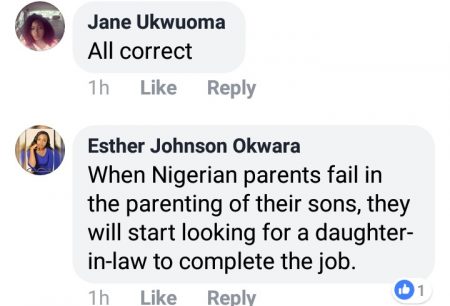 Jane Ukwuoma
All correct
1h Like Reply
Esther Johnson Okwara
When Nigerian parents fail in
the parenting of their sons, they
will start looking for a daughter-
in-law to complete the job.
1
1h Like Reply